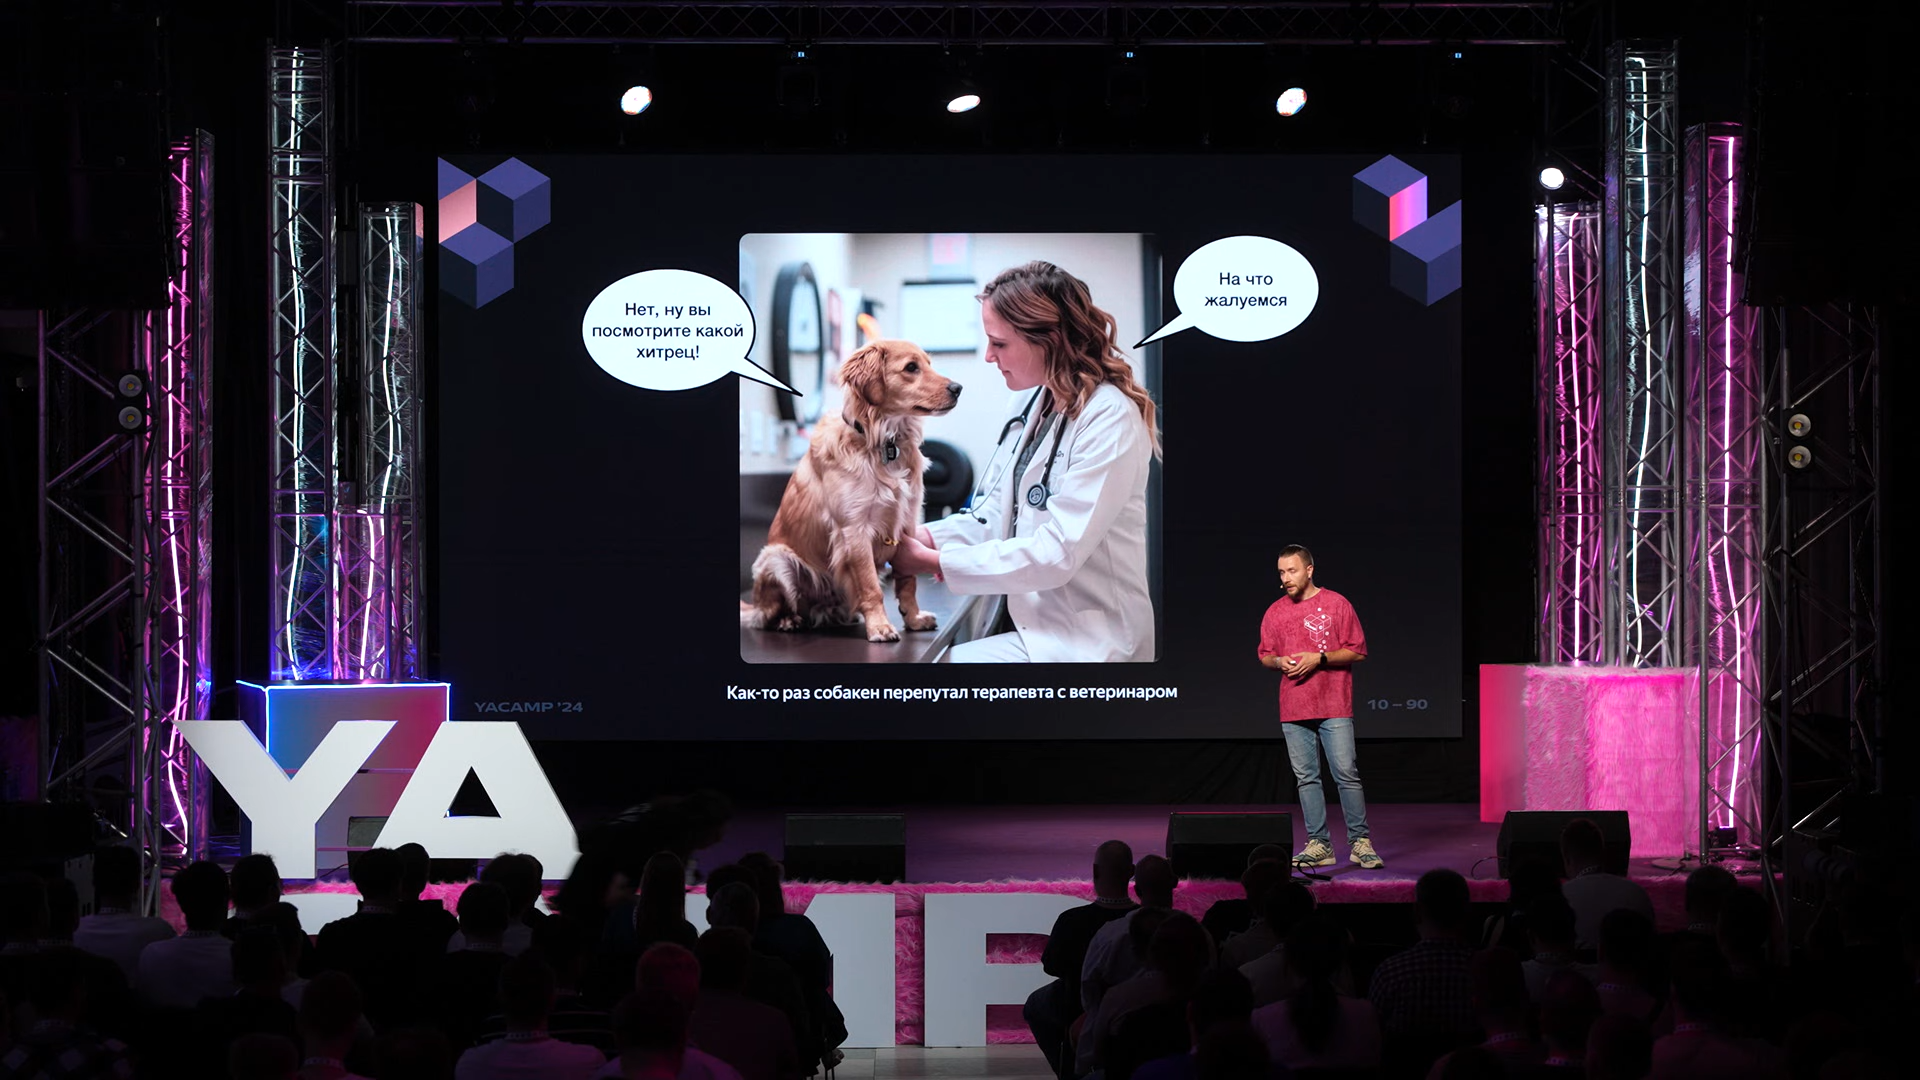 На что
жалуемся
Нет, ну вы
посмотрите какой
хитрец!
Как-то раз собакен перепутал терапевта с ветеринаром
YACAMP ’24
10 – 90
YA
MP